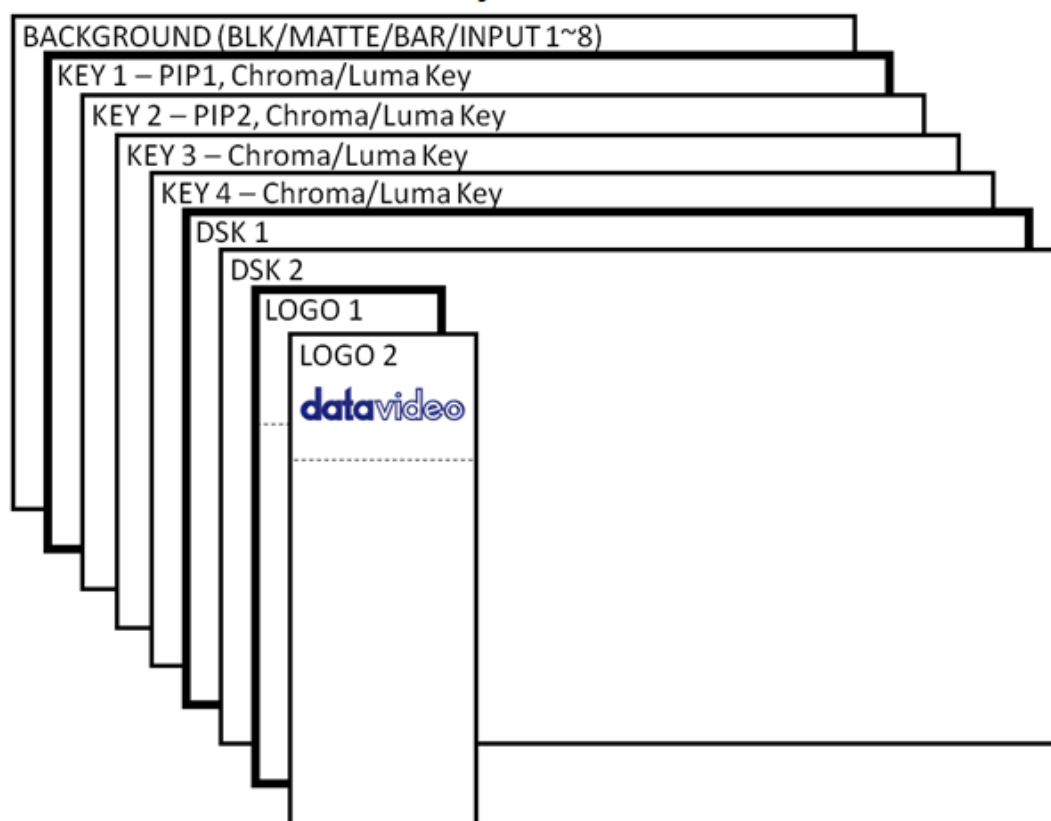 BACKGROUND (BLK/MATTE/BAR/INPUT 1~8)
KEY 1 – PIP1, Chroma/Luma Key
KEY 2 – PIP2, Chroma/Luma Key
KEY 3 – Chroma/Luma Key
KEY 4 – Chroma/Luma Key
DSK 1
DSK 2
LOGO 1
LOGO 2
datavideo